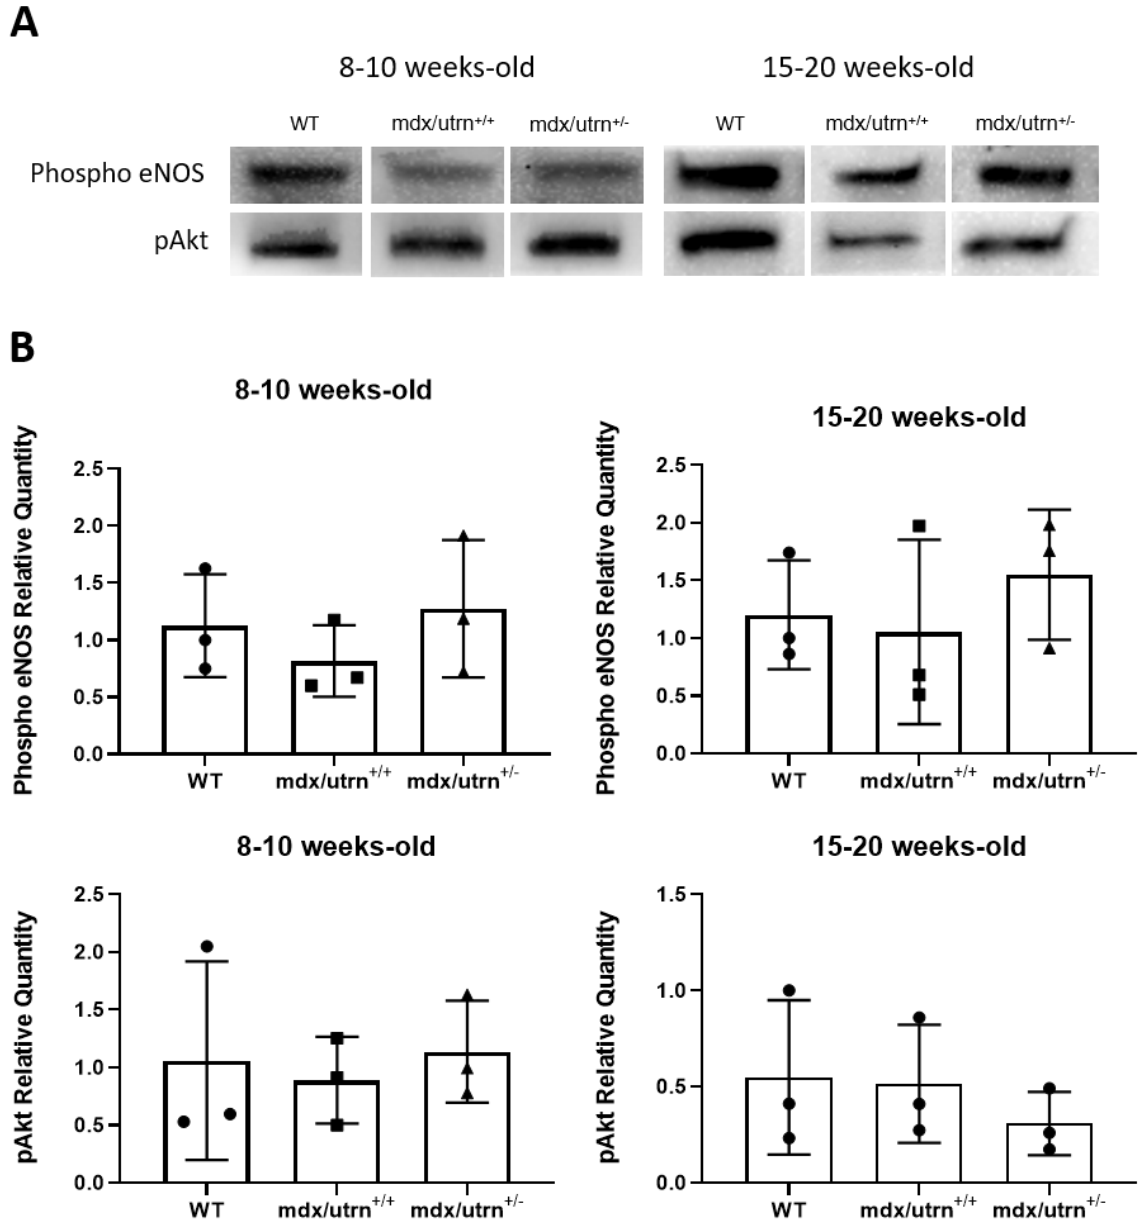 A
8-10 weeks-old 15-20 weeks-old
WT mdx/utrn+/+ mdx/utrn+/- WT mdx/utrn+/+ mdx/utrn+/-
Phospho eNOS
pAkt
B
8-10 weeks-old
Phospho eNOS Relative Quantity
2.5
2.0
1.5
1.0
0.5
0.0
WT mdx/utrn+/+ mdx/utrn+/-
15-20 weeks-old
Phospho eNOS Relative Quantity
2.5
2.0
1.5
1.0
0.5
0.0
WT mdx/utrn+/+ mdx/utrn+/-
8-10 weeks-old
pAkt Relative Quantity
2.5
2.0
1.5
1.0
0.5
0.0
WT mdx/utrn+/+ mdx/utrn+/-
15-20 weeks-old
pAkt Relative Quantity
1.5
1.0
0.5
0.0
WT mdx/utrn+/+ mdx/utrn+/-